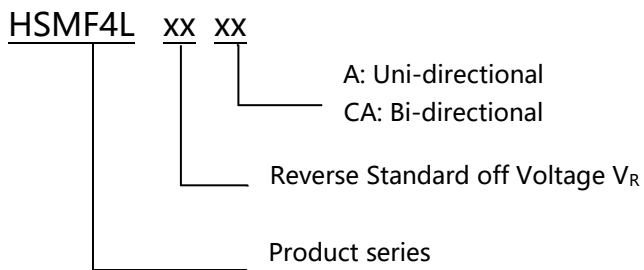 HSMF4L xx xx
A: Uni-directional
CA: Bi-directional
Reverse Standard off Voltage VR
Product series